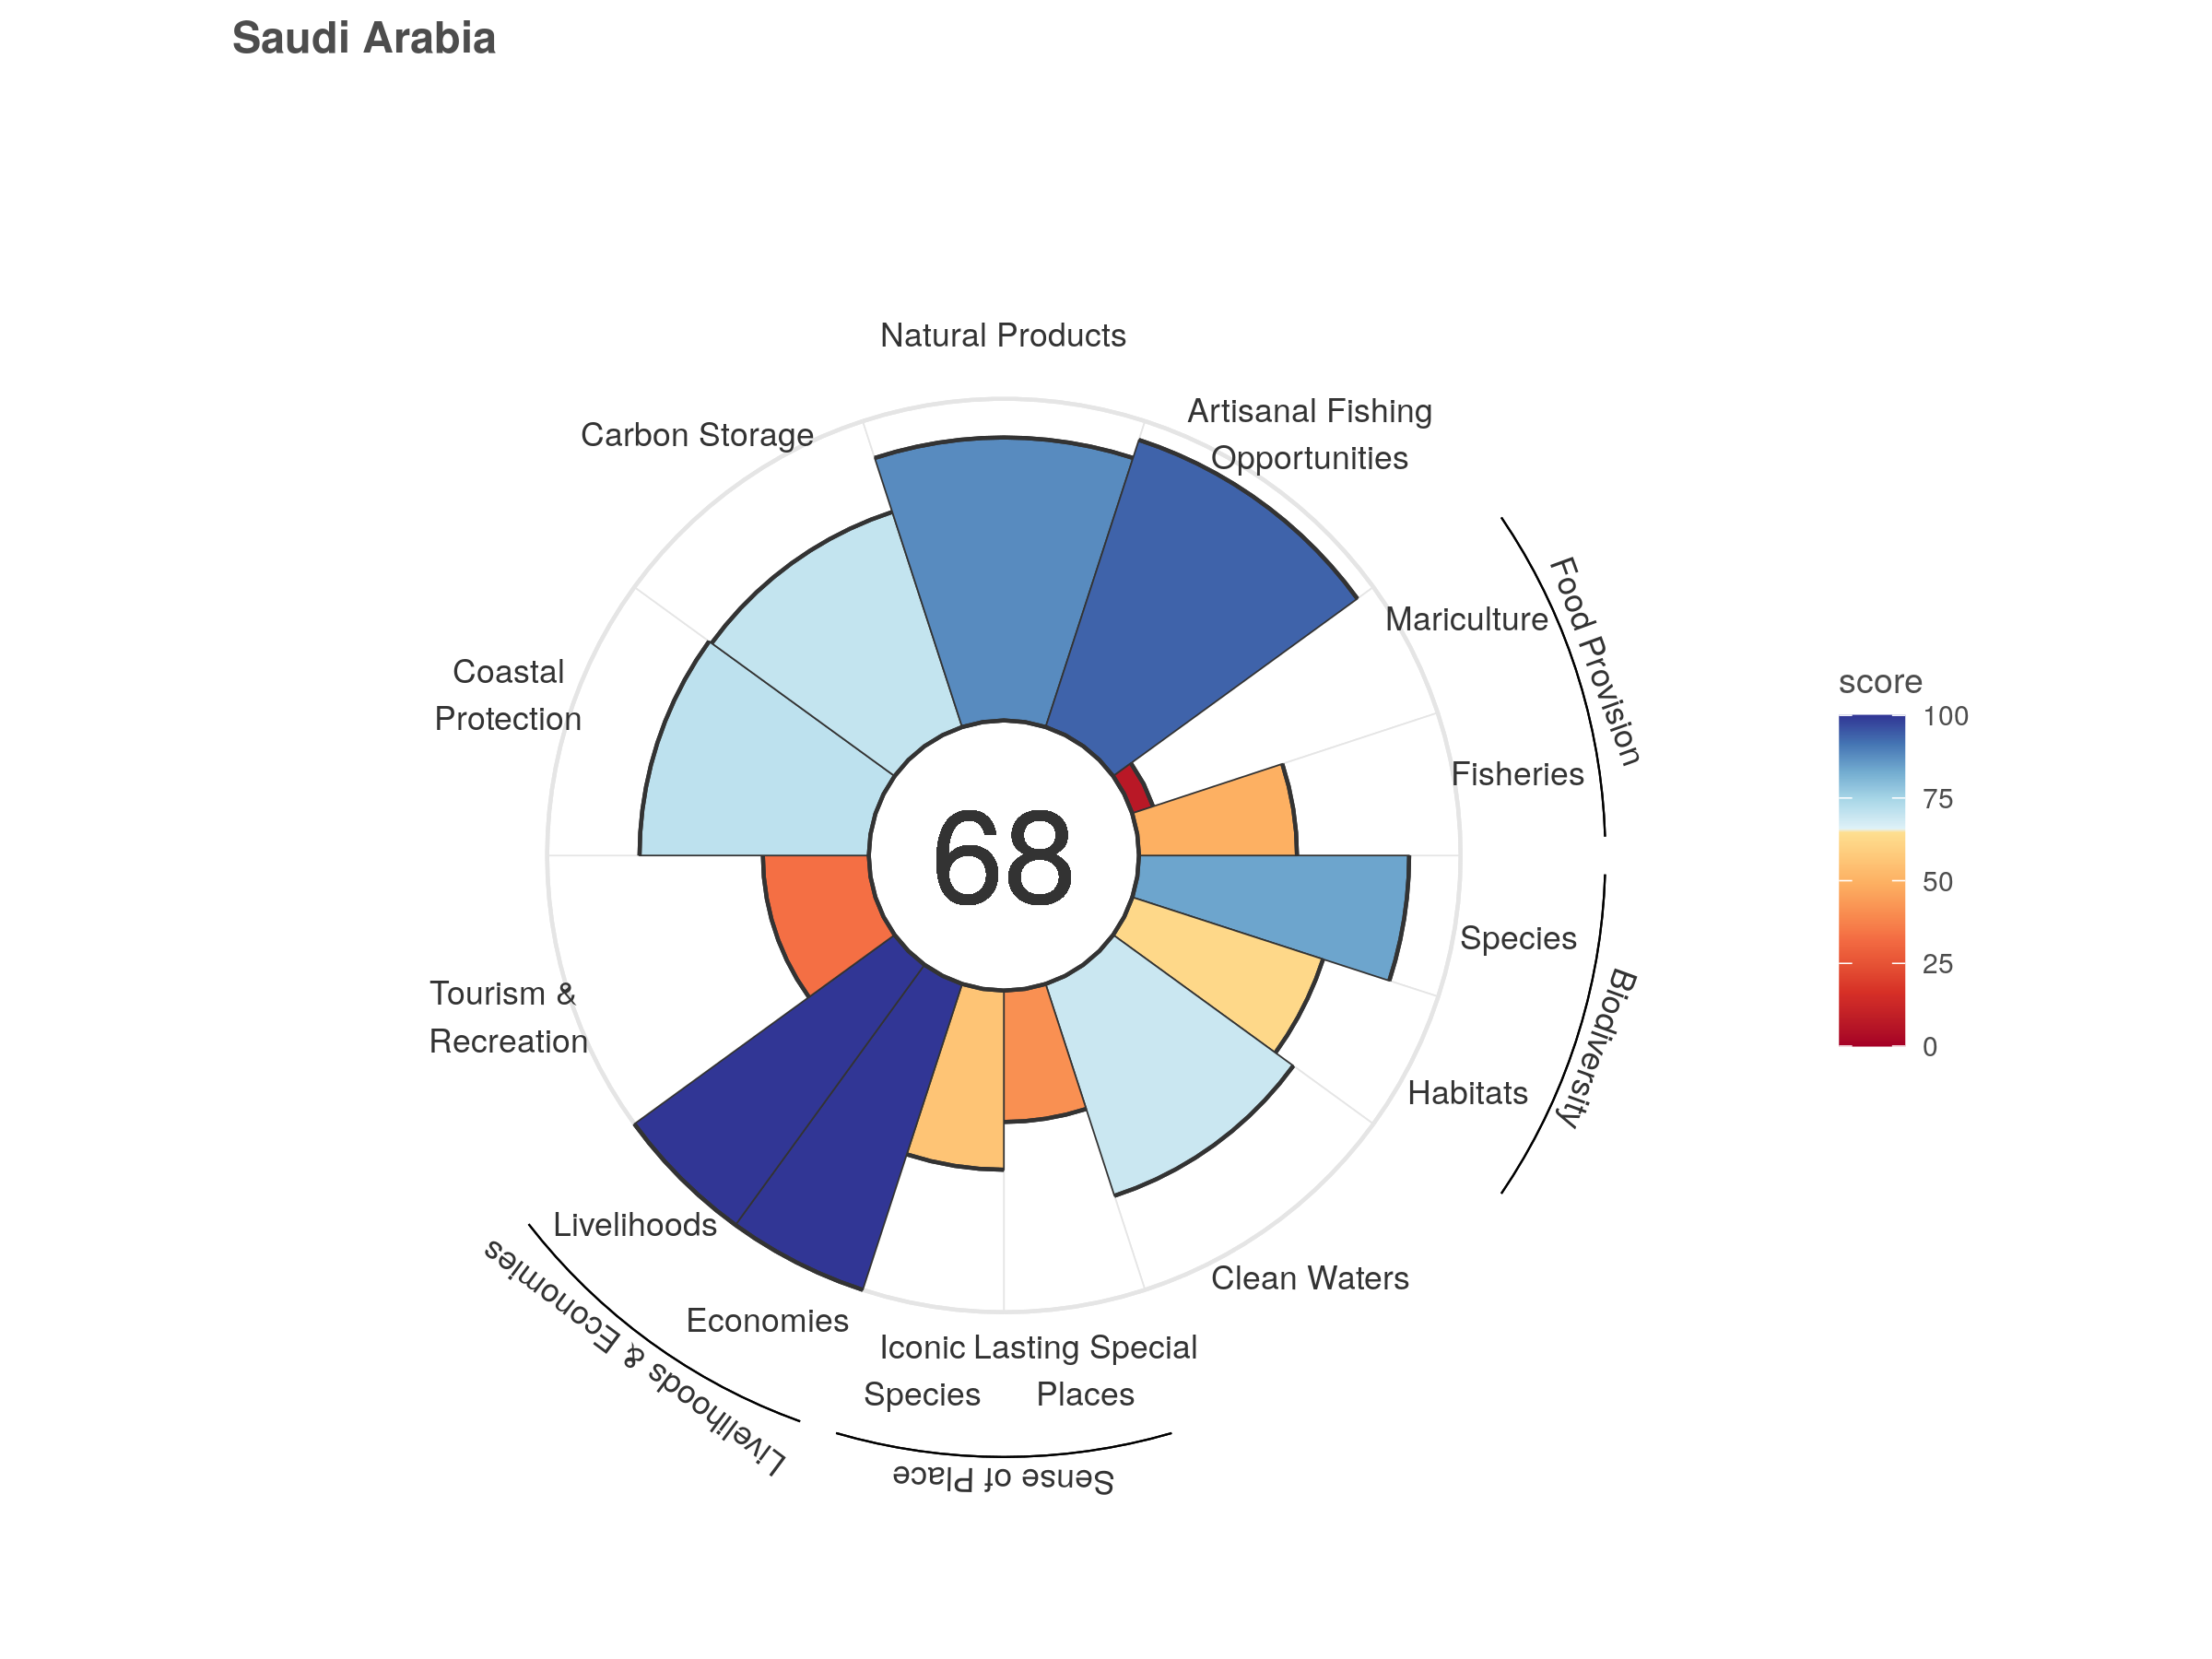 Saudi Arabia
Natural Products
Artisanal Fishing
Opportunities
Carbon Storage
Mariculture
Food Provision
Coastal
Protection
Fisheries
68
Species
Biodiversity
Tourism &
Recreation
Habitats
Livelihoods
Clean Waters
Economies
Livelihoods & Economies
Iconic
Species
Lasting Special
Places
Sense of Place
score
100
75
50
25
0